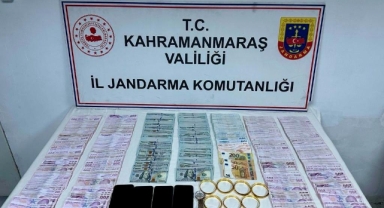 T.C.
KAHRAMANMARAŞ
VALİLİĞİ
İL JANDARMA KOMUTANLIĞI